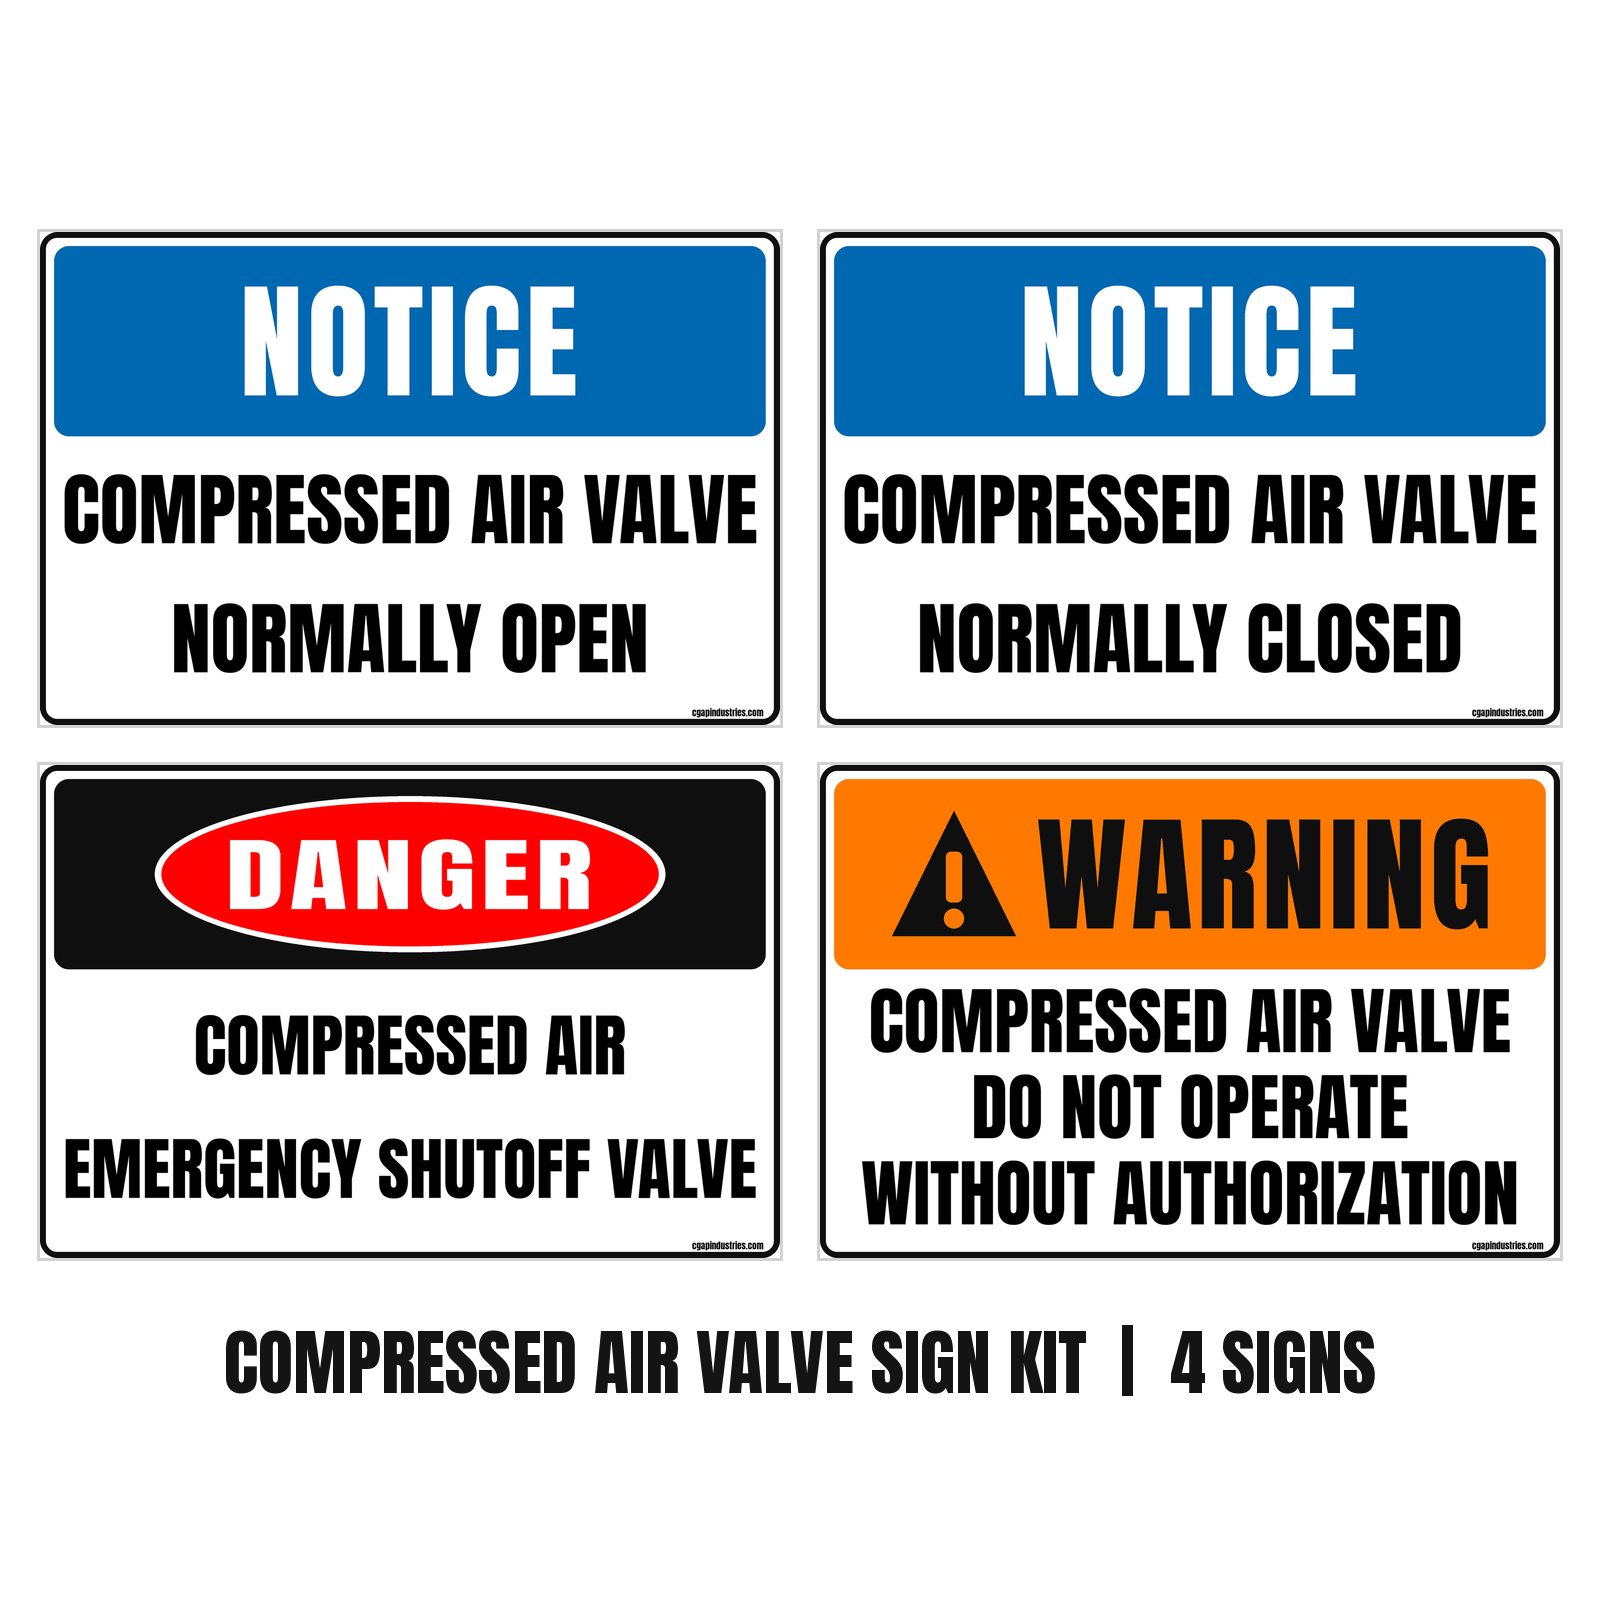 NOTICE
COMPRESSED AIR VALVE
NORMALLY OPEN
cgapindustries.com
NOTICE
COMPRESSED AIR VALVE
NORMALLY CLOSED
cgapindustries.com
DANGER
COMPRESSED AIR
EMERGENCY SHUTOFF VALVE
cgapindustries.com
WARNING
COMPRESSED AIR VALVE
DO NOT OPERATE
WITHOUT AUTHORIZATION
cgapindustries.com
COMPRESSED AIR VALVE SIGN KIT | 4 SIGNS